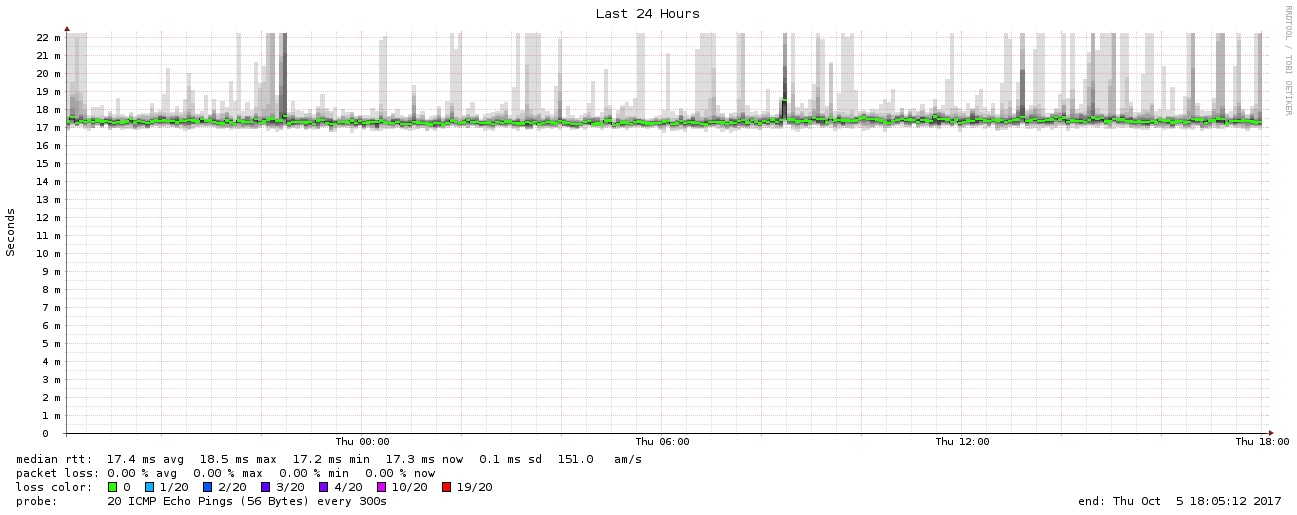 Last 24 Hours
RRDTOOL / TOBI OETIKER
22 m
21 m
20 m
19 m
18 m
17 m
16 m
15 m
14 m
13 m
12 m
11 m
10 m
9 m
8 m
7 m
6 m
5 m
4 m
3 m
2 m
1 m
0
Seconds
Thu 00:00 Thu 06:00 Thu 12:00 Thu 18:00
median rtt: 17.4 ms avg 18.5 ms max 17.2 ms min 17.3 ms now 0.1 ms sd 151.0 am/s
packet loss: 0.00 % avg 0.00 % max 0.00 % min 0.00 % now
loss color: 0 1/20 2/20 3/20 4/20 10/20 19/20
probe: 20 ICMP Echo Pings (56 Bytes) every 300s end: Thu Oct 5 18:05:12 2017